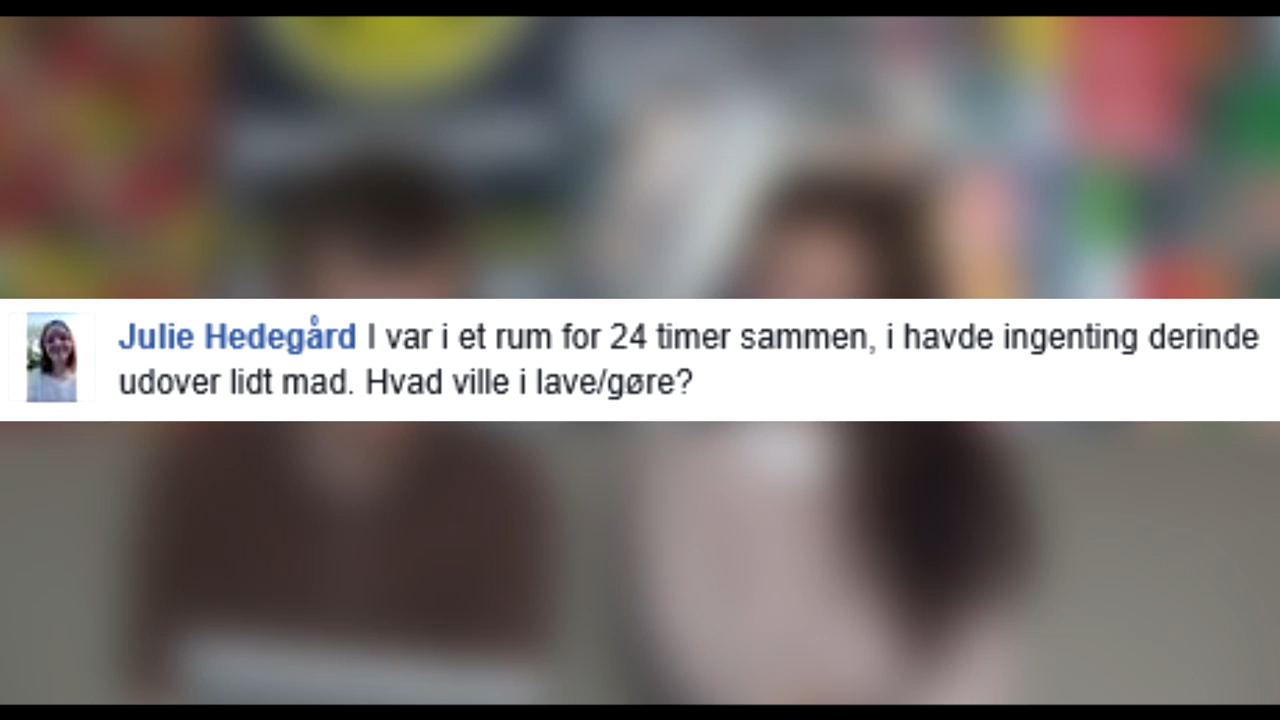 Julie Hedegård I var i et rum for 24 timer sammen, i havde ingenting derinde
udover lidt mad. Hvad ville i lave/gøre?